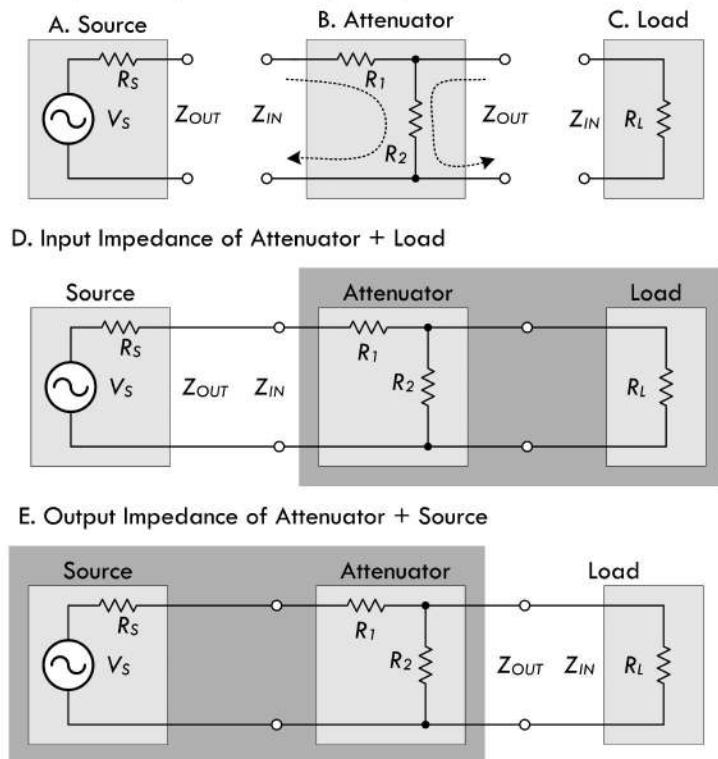 A. Source B. Attenuator C. Load
RS R1
VS ZOUT ZIN R2 ZOUT ZIN RL
D. Input Impedance of Attenuator + Load
Source Attenuator Load
RS R1
VS ZOUT ZIN R2 RL
E. Output Impedance of Attenuator + Source
Source Attenuator Load
RS R1
VS R2 ZOUT ZIN RL